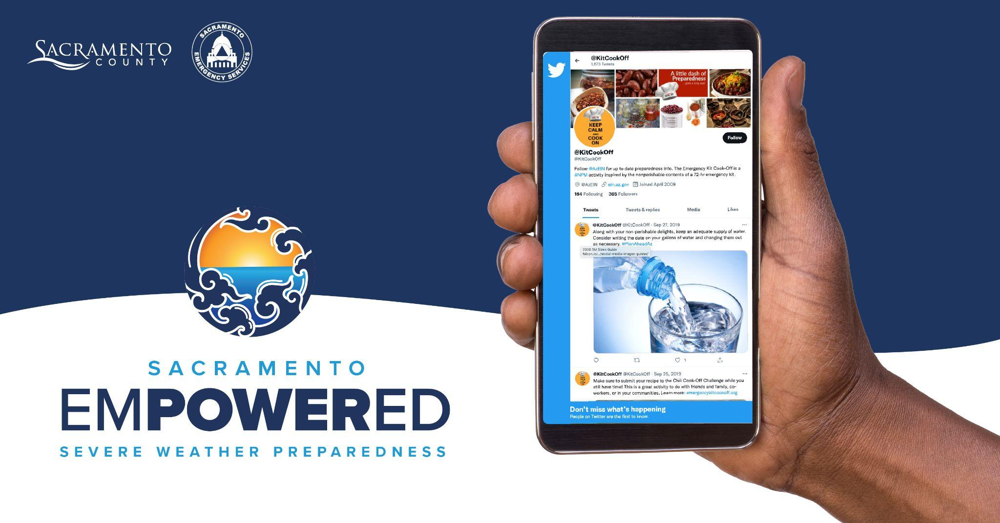 SACRAMENTO
COUNTY
SACRAMENTO
EMERGENCY SERVICES
SACRAMENTO
EMPOWERED
SEVERE WEATHER PREPAREDNESS
@KitCookOff
1,673 Tweets
A little dash of
Preparedness
...goes a long way!
KEEP
CALM
AND
COOK
ON
Follow
@KitCookOff
@KitCookOff
Follow @AzEIN for up to date preparedness info. The Emergency Kit Cook-Off is a
#NPM activity inspired by the nonperishable contents of a 72-hr emergency kit.
@AzEIN ein.az.gov Joined April 2009
164 Following 365 Followers
Tweets Tweets & replies Media Likes
@KitCookOff @KitCookOff · Sep 27, 2019 ...
Along with your non-perishable delights, keep an adequate supply of water.
Consider writing the date on your gallons of water and changing them out
as necessary. #PlanAheadAz
2020 SM Sizes Guide
falcon.io/.../social-media-images-guides/
1
@KitCookOff @KitCookOff · Sep 25, 2019 ...
Make sure to submit your recipe to the Chili Cook-Off Challenge while you
still have time! This is a great activity to do with friends and family, co-
workers, or in your communities. Learn more: emergencykitcookoff.org
Don't miss what's happening
People on Twitter are the first to know.